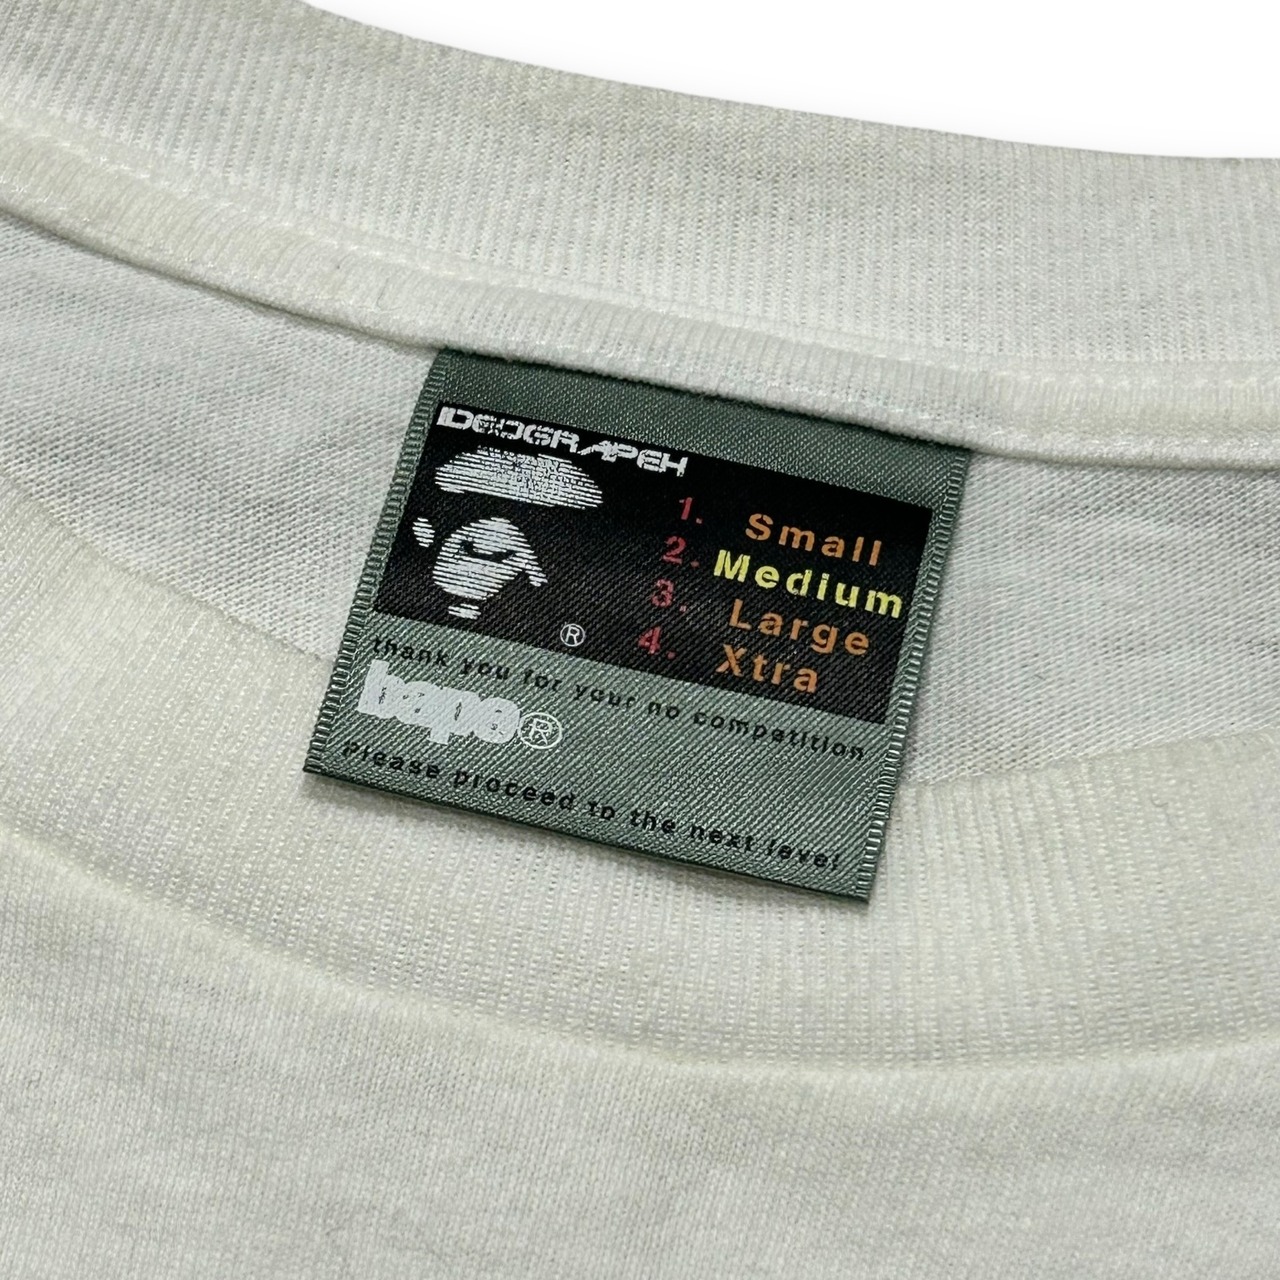 IDEOGRAPEH
1. Small
2. Medium
3. Large
4. Xtra
®
thank you for your no competition
bape®
Please proceed to the next level